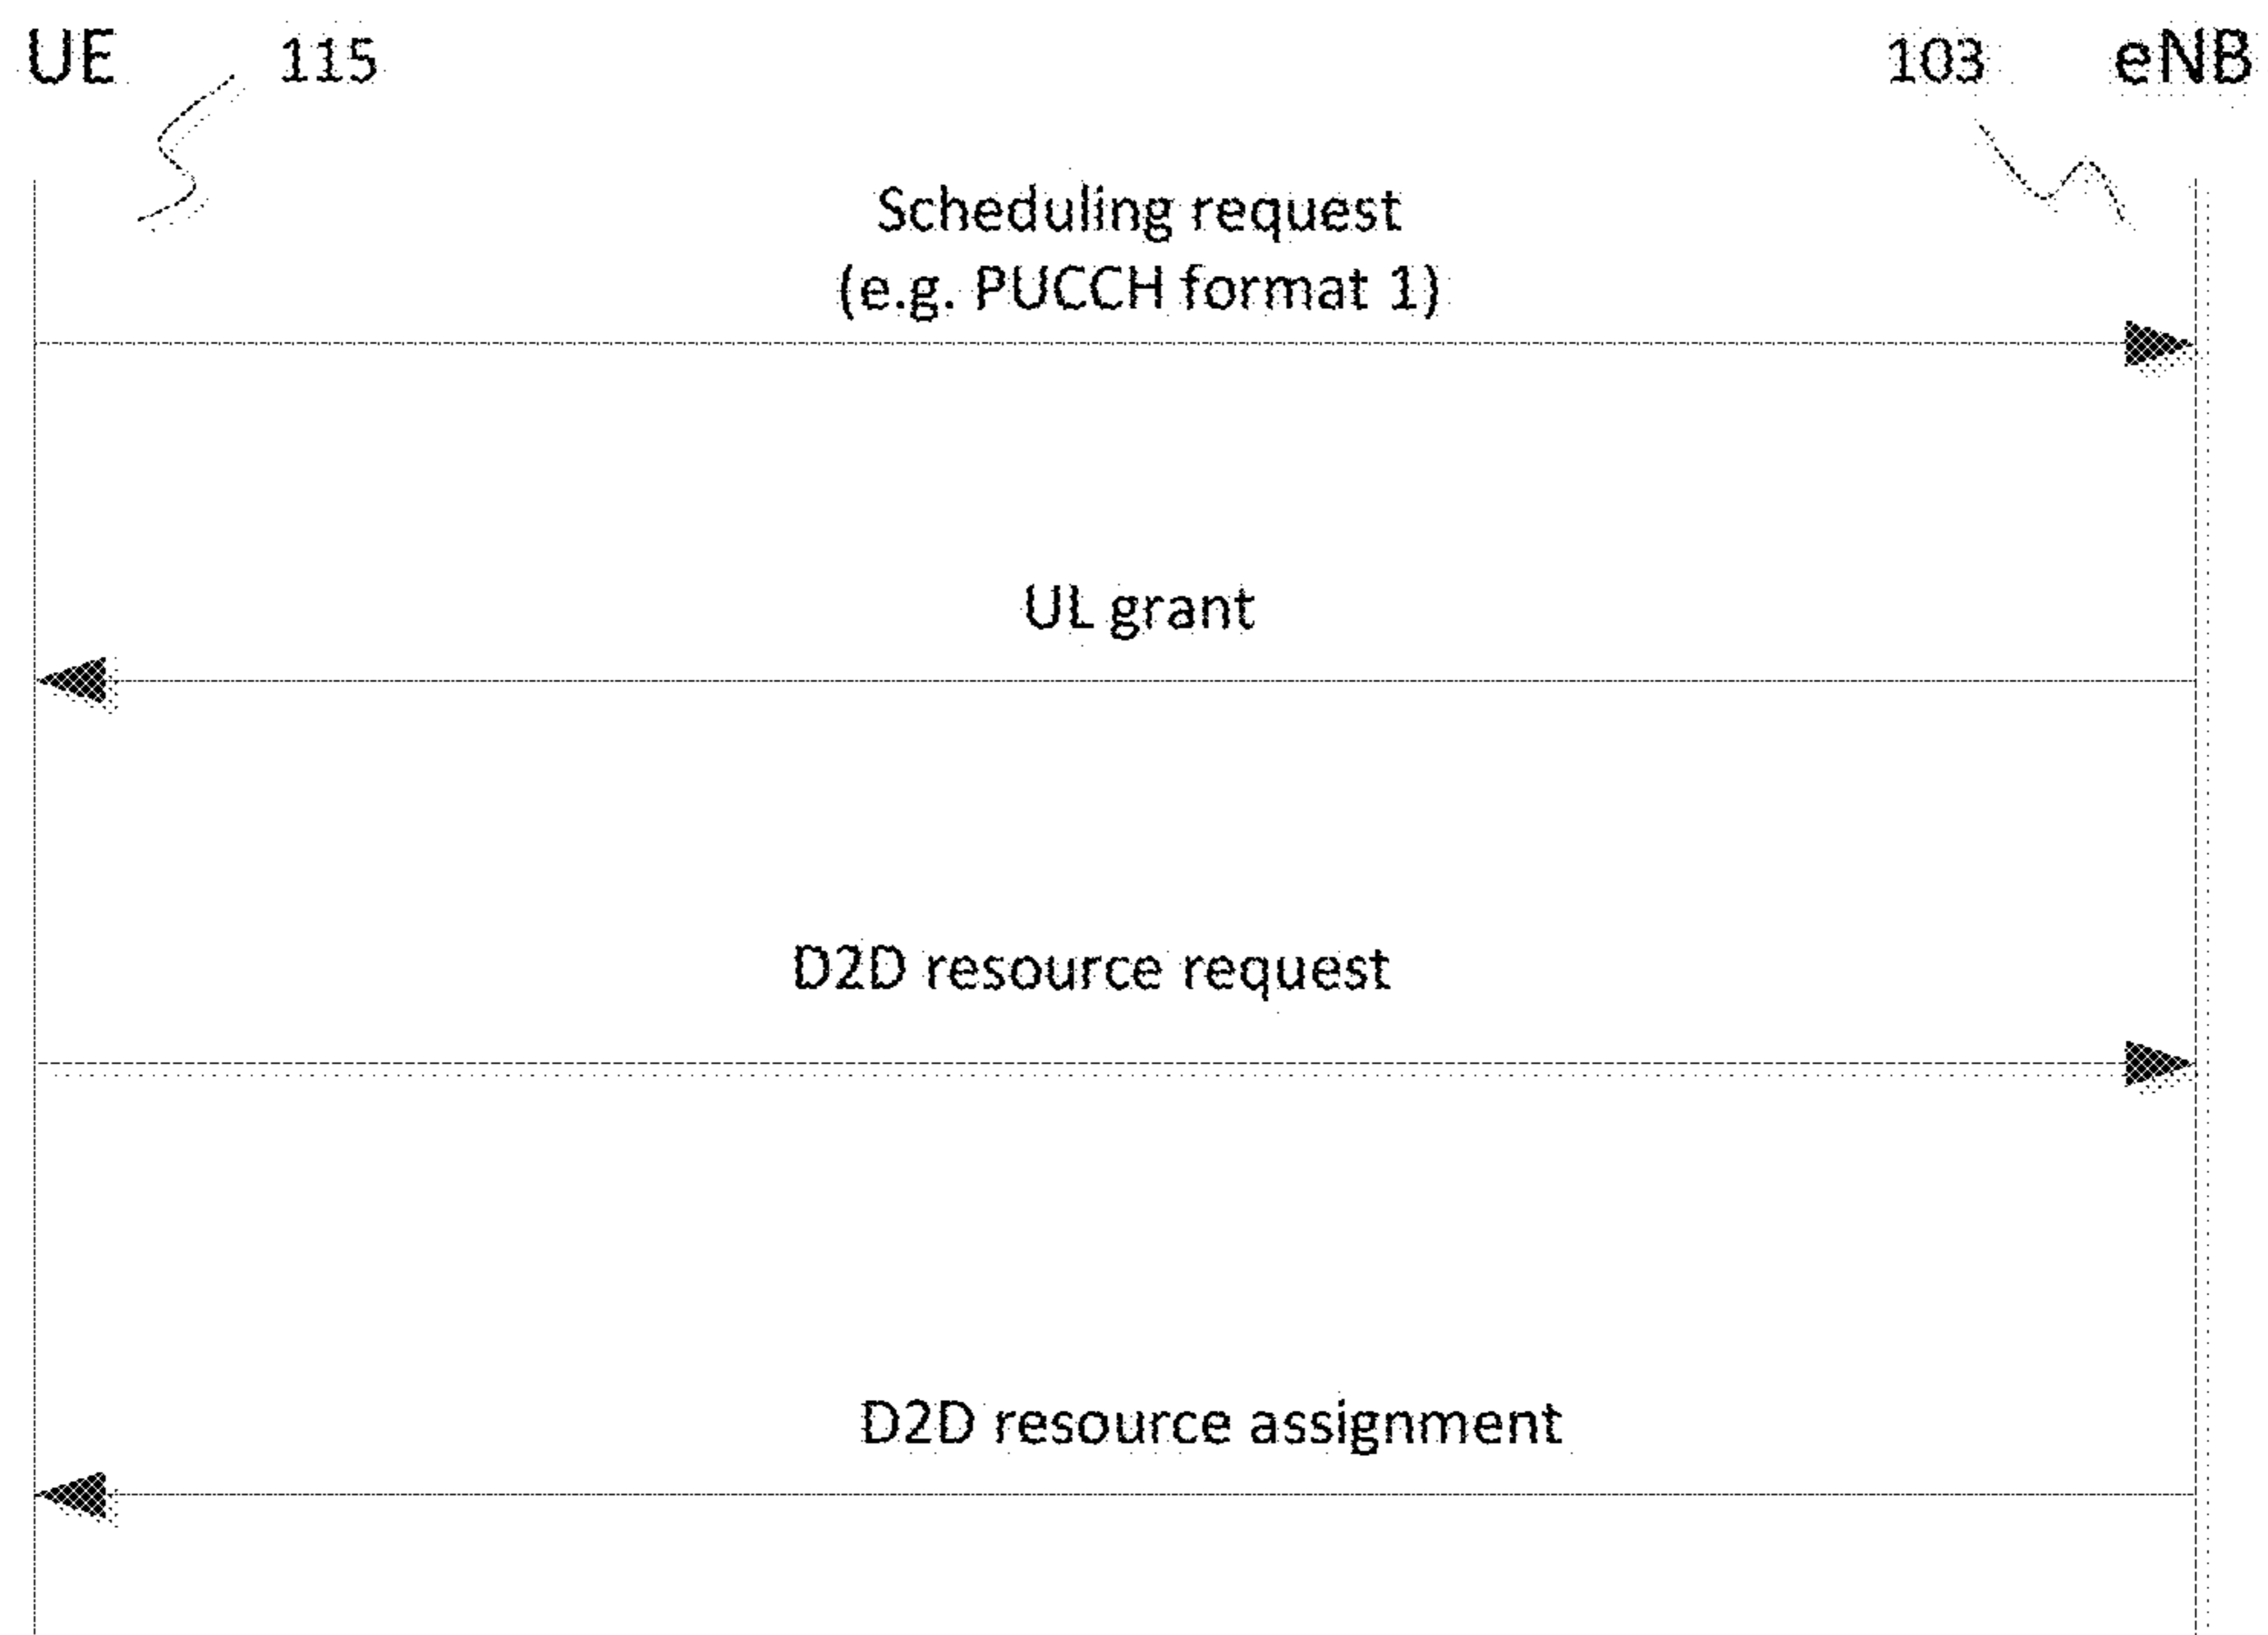 UE 115 103 eNB
Scheduling request
(e.g. PUCCH format 1)
UL grant
D2D resource request
D2D resource assignment